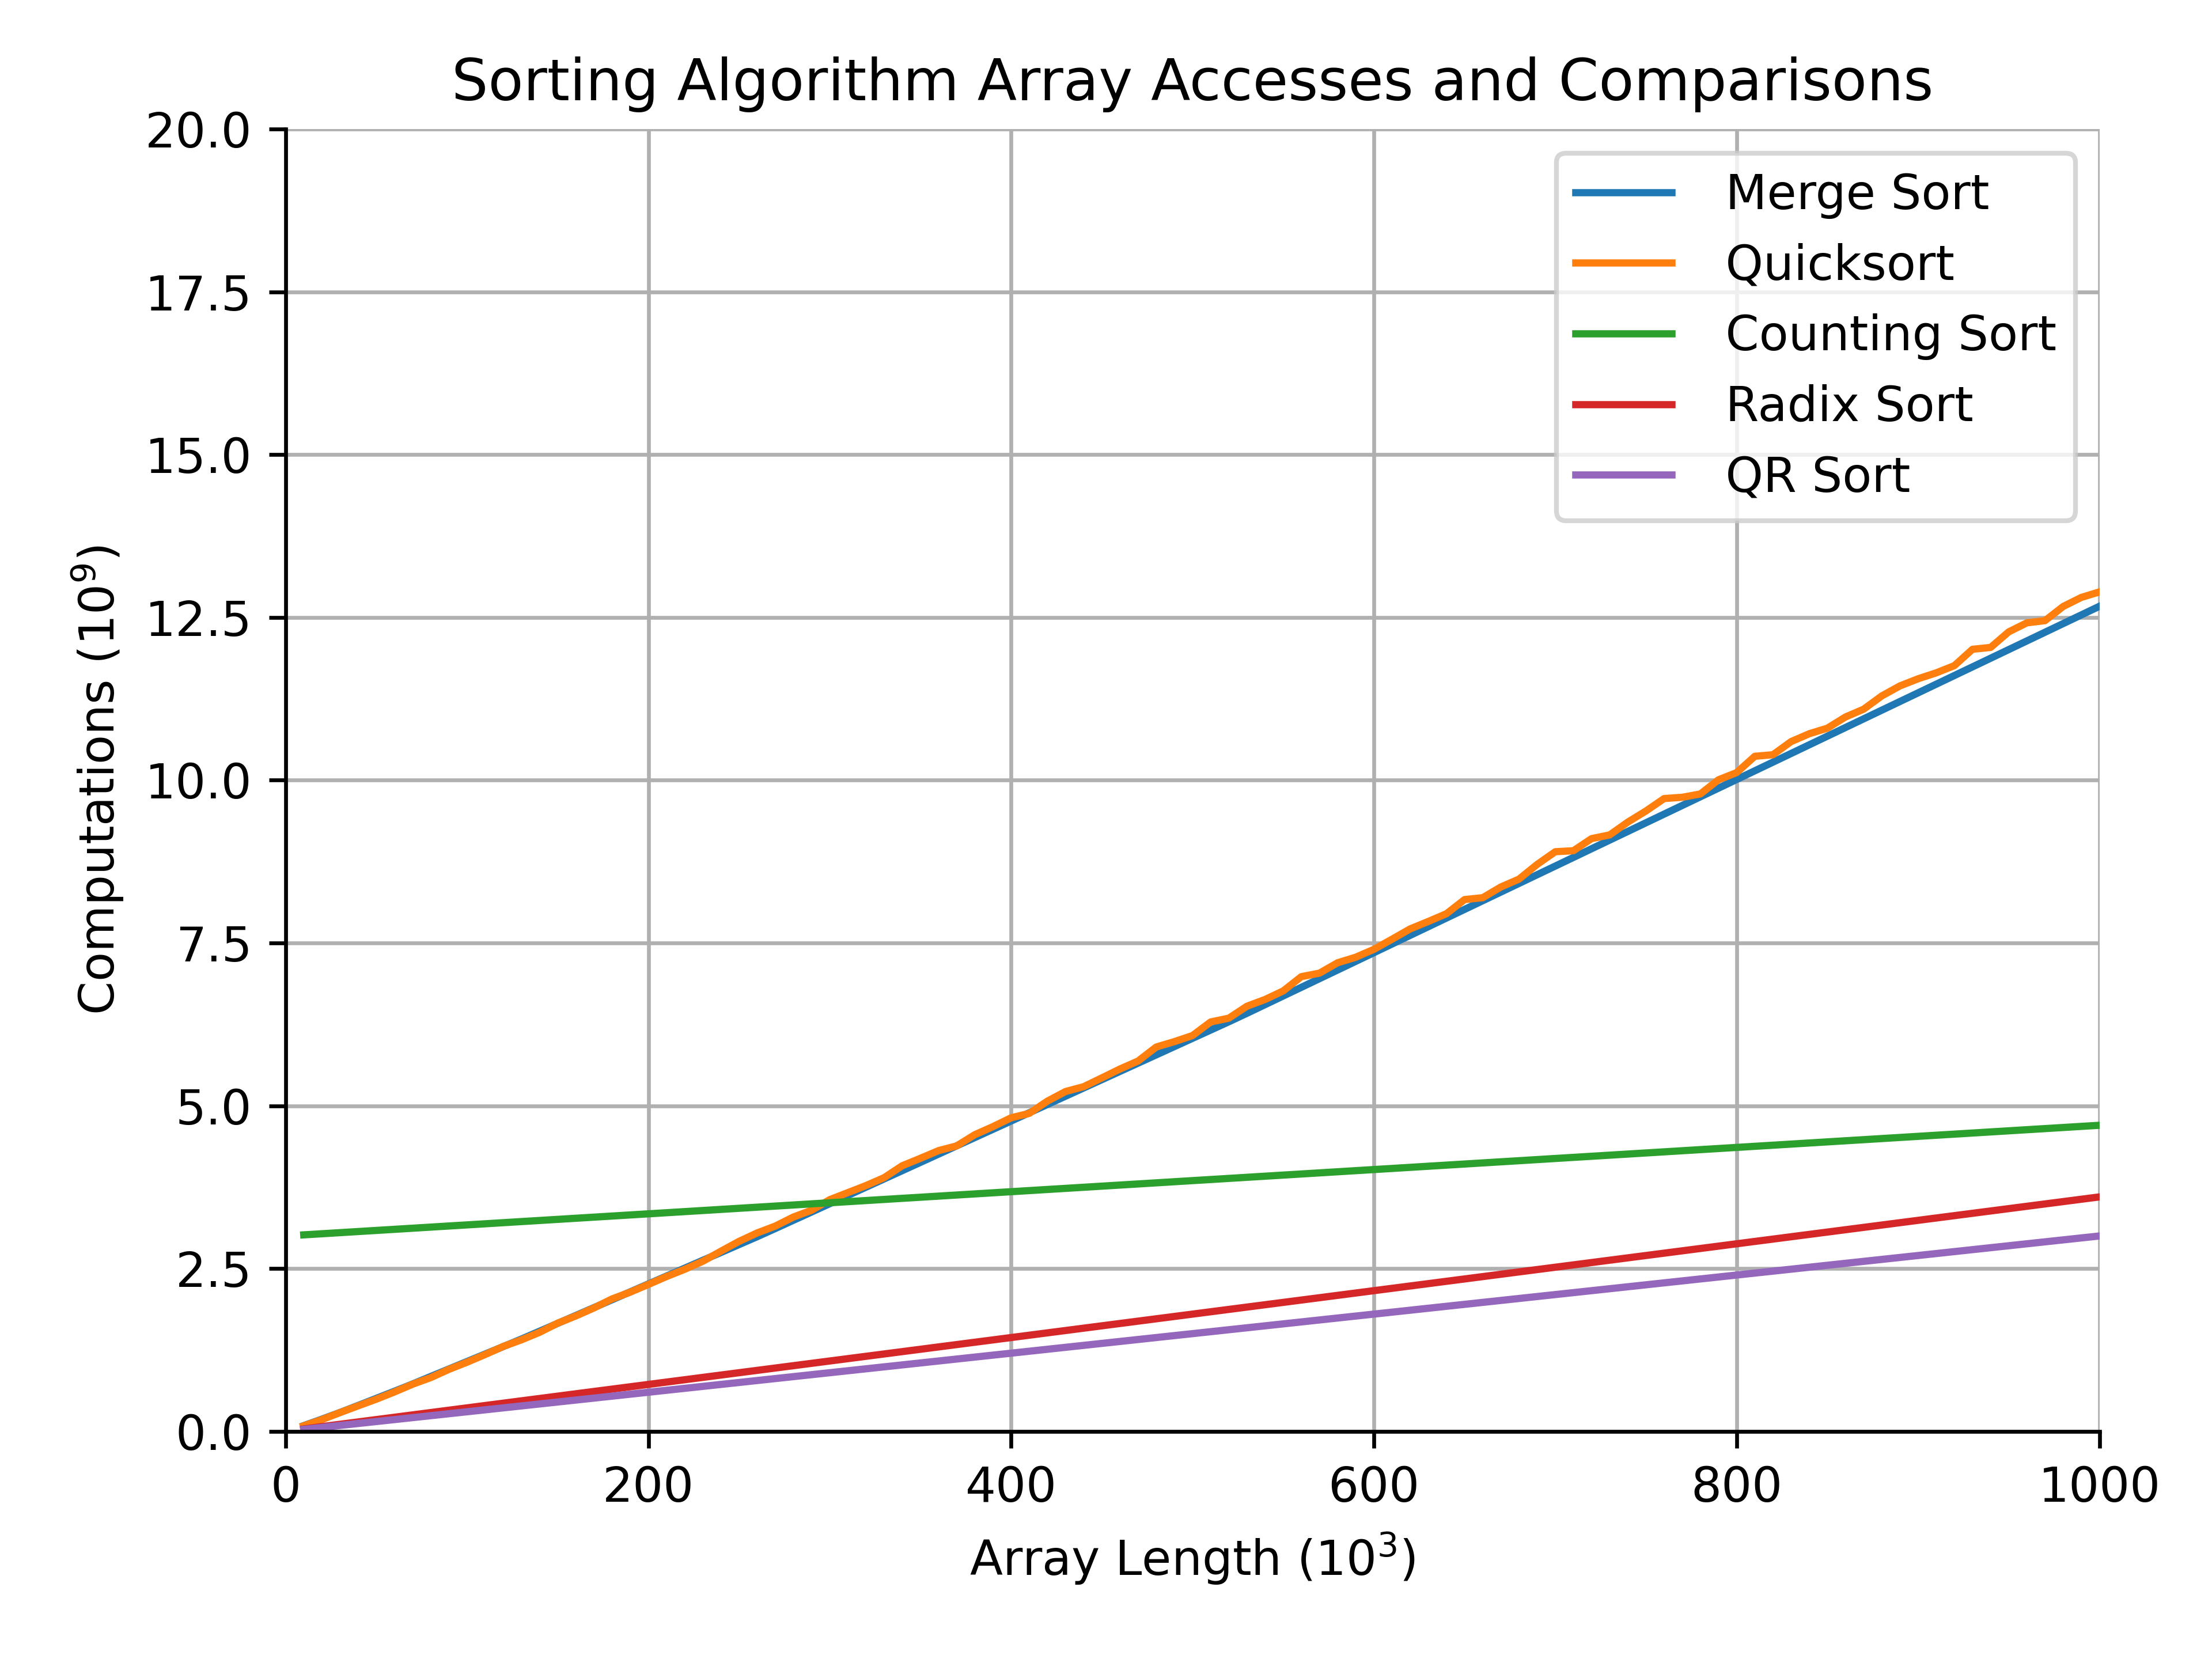 Sorting Algorithm Array Accesses and Comparisons
20.0
17.5
15.0
12.5
10.0
7.5
5.0
2.5
0.0
Computations (10⁹)
Merge Sort
Quicksort
Counting Sort
Radix Sort
QR Sort
0 200 400 600 800 1000
Array Length (10³)